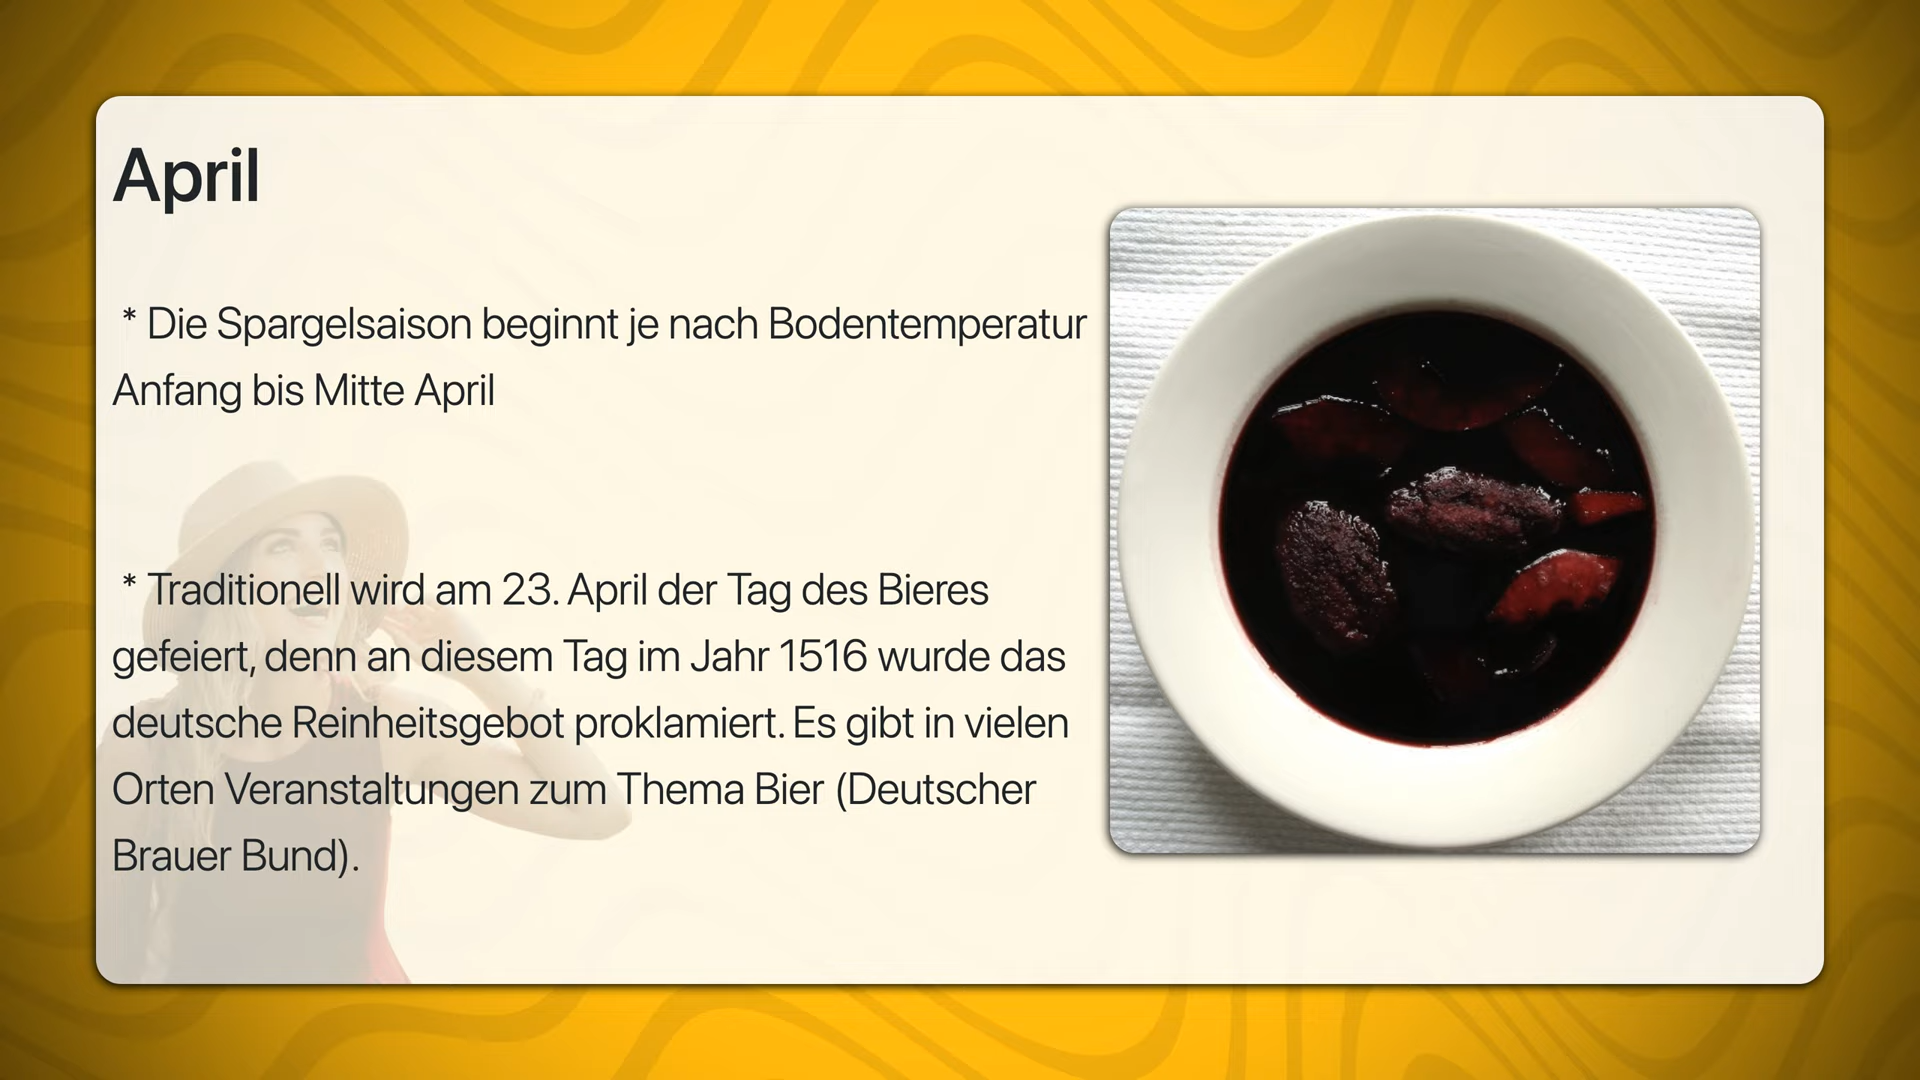 April
* Die Spargelsaison beginnt je nach Bodentemperatur
Anfang bis Mitte April
* Traditionell wird am 23. April der Tag des Bieres
gefeiert, denn an diesem Tag im Jahr 1516 wurde das
deutsche Reinheitsgebot proklamiert. Es gibt in vielen
Orten Veranstaltungen zum Thema Bier (Deutscher
Brauer Bund).